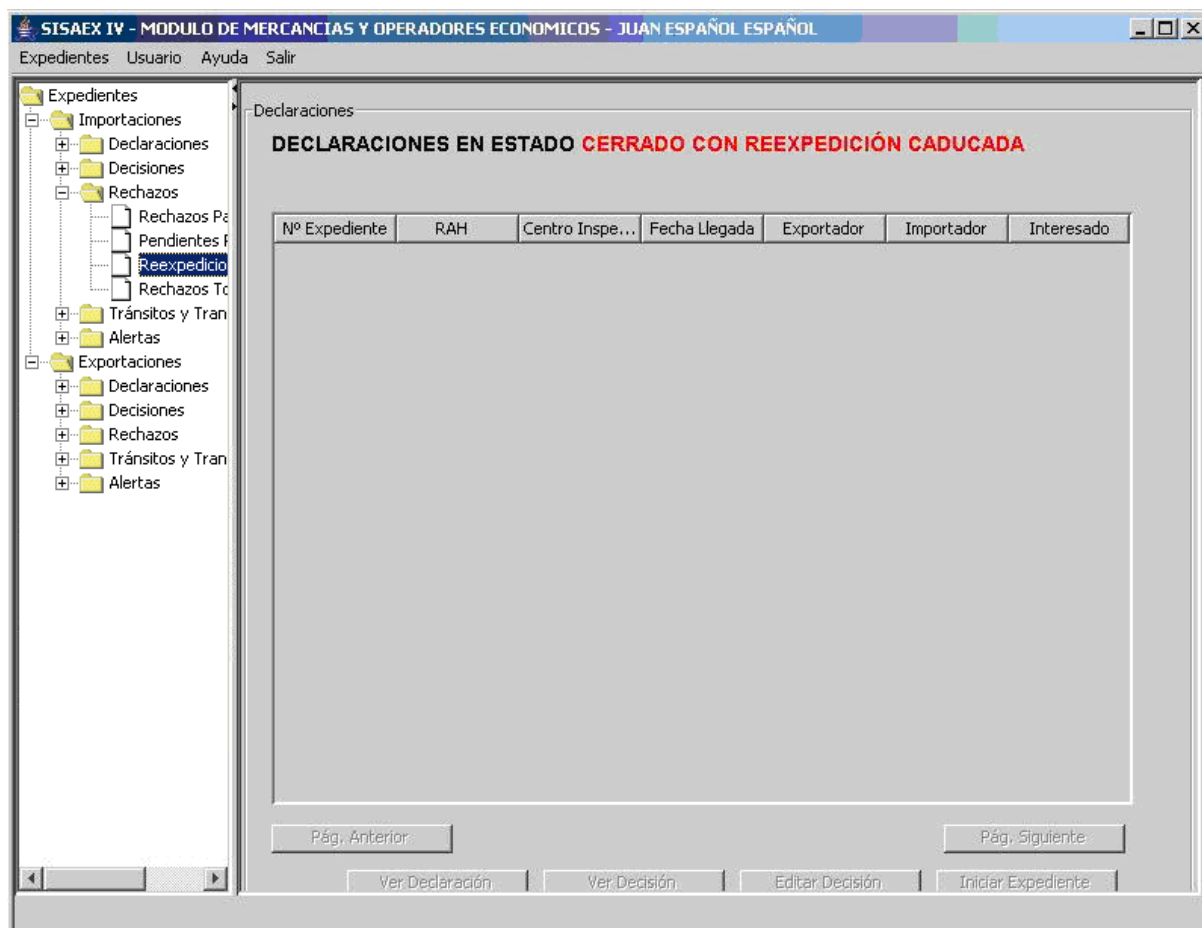 SISAEX IV - MODULO DE MERCANCIAS Y OPERADORES ECONOMICOS - JUAN ESPAÑOL ESPAÑOL
Expedientes Usuario Ayuda Salir
Expedientes
Importaciones
Declaraciones
Decisiones
Rechazos
Rechazos Pa
Pendientes
Reexpedicio
Rechazos To
Tránsitos y Tran
Alertas
Exportaciones
Declaraciones
Decisiones
Rechazos
Tránsitos y Tran
Alertas
Declaraciones
DECLARACIONES EN ESTADO CERRADO CON REEXPEDICIÓN CADUCADA
Nº Expediente RAH Centro Inspe... Fecha Llegada Exportador Importador Interesado
Pág. Anterior Pág. Siguiente
Ver Declaración Ver Decisión Editar Decisión Iniciar Expediente